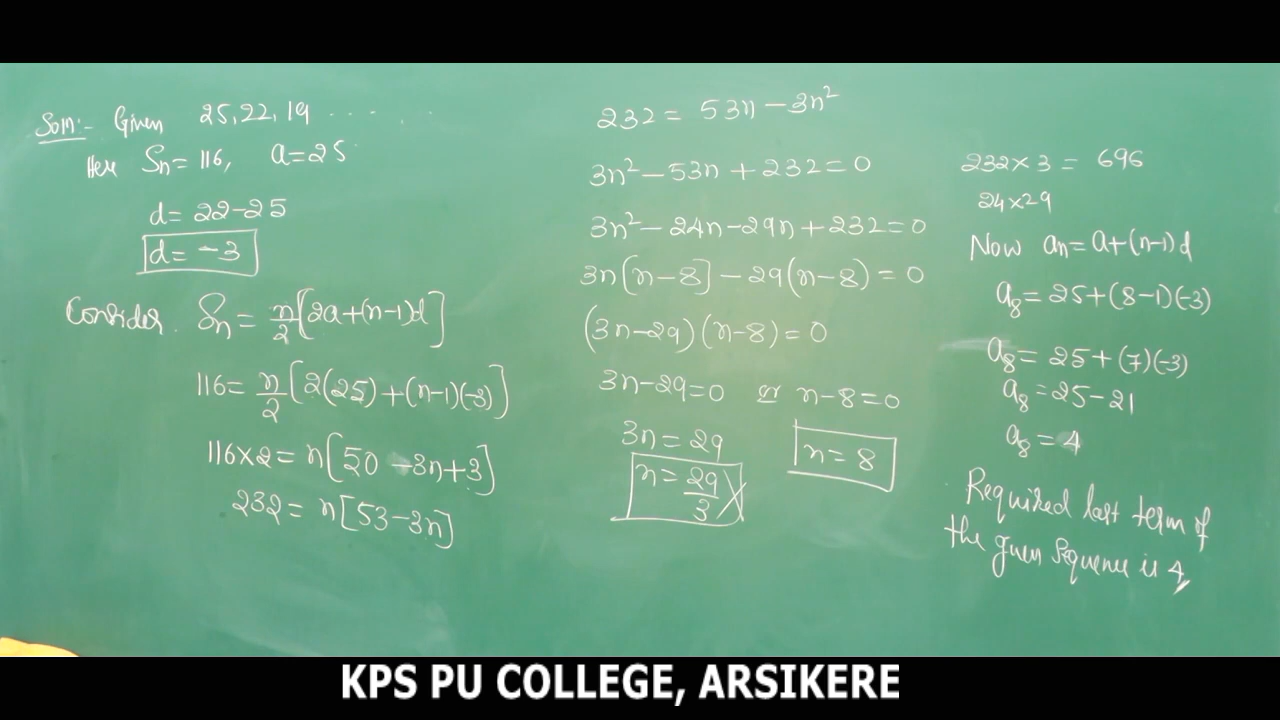 Soln:- Given 25, 22, 19 . . . . . .
Here Sn = 116, a = 25
d = 22-25
d = -3
Consider Sn = n/2 [2a+(n-1)d]
116 = n/2 [2(25)+(n-1)(-3)]
116×2 = n[50 -3n+3]
232 = n[53-3n]
232 = 53n - 3n²
3n² - 53n + 232 = 0
3n² - 24n - 29n + 232 = 0
3n[n-8] - 29(n-8) = 0
(3n-29)(n-8) = 0
3n-29=0 or n-8=0
3n = 29
n = 29/3
n = 8
232×3 = 696
24×29
Now an = a+(n-1)d
a8 = 25+(8-1)(-3)
a8 = 25+(7)(-3)
a8 = 25-21
a8 = 4
Required last term of
the given sequence is 4
KPS PU COLLEGE, ARSIKERE